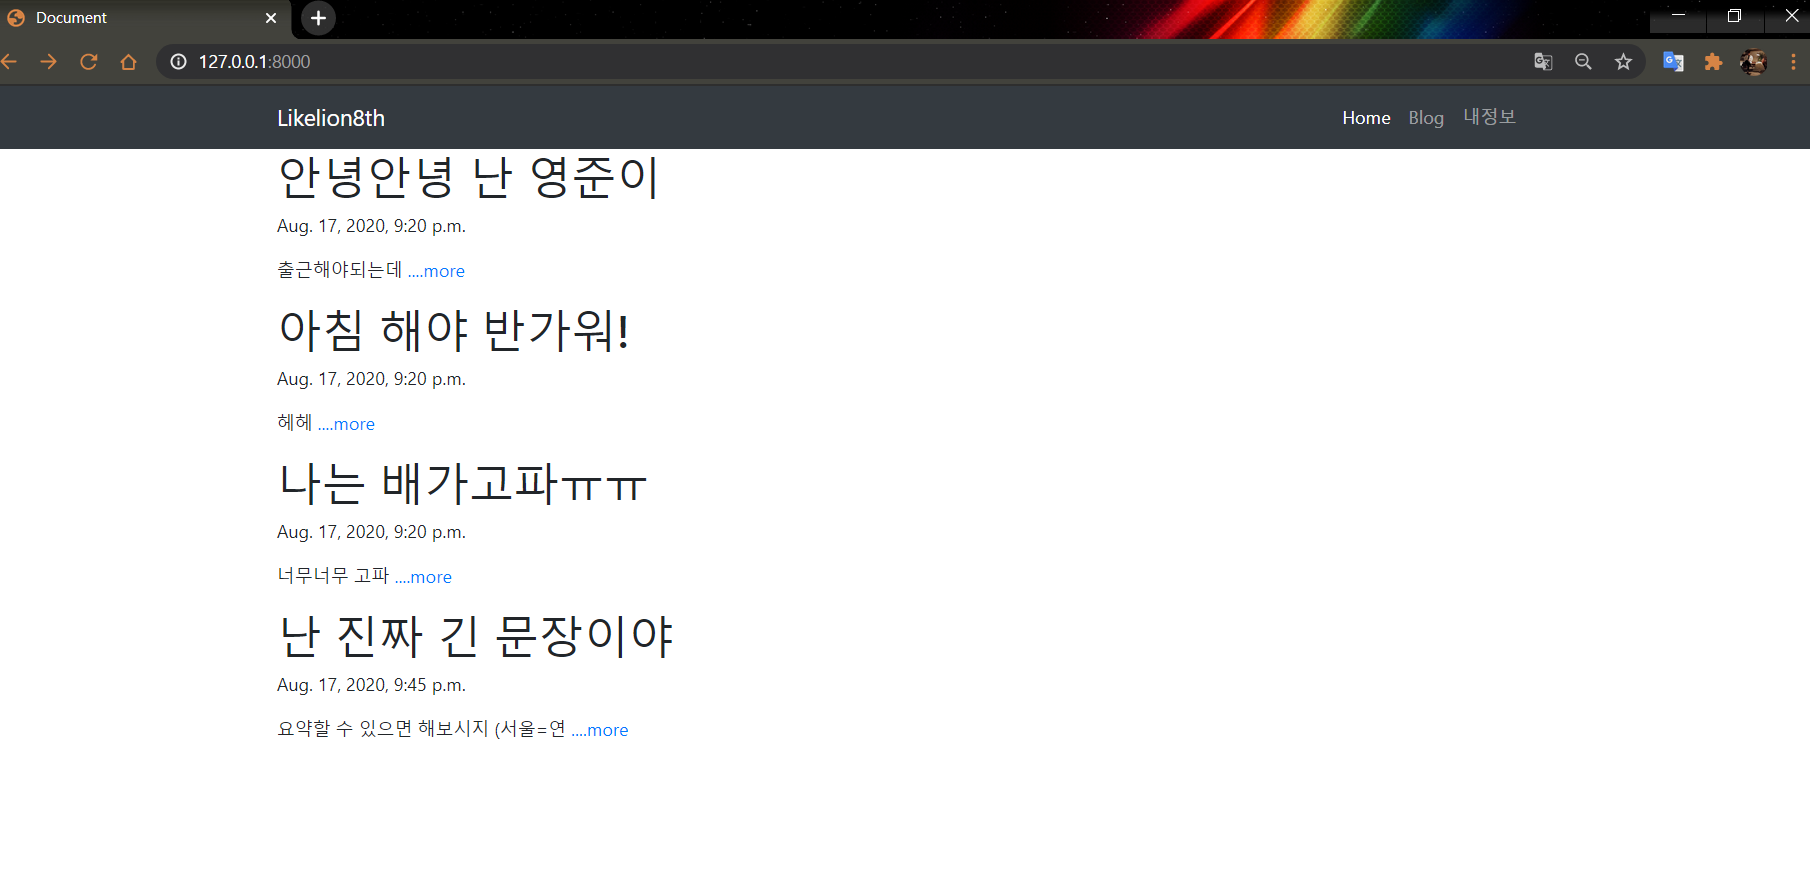 Document
127.0.0.1:8000
Likelion8th
Home Blog 내정보
안녕안녕 난 영준이
Aug. 17, 2020, 9:20 p.m.
출근해야되는데 ....more
아침 해야 반가워!
Aug. 17, 2020, 9:20 p.m.
헤헤 ....more
나는 배가고파ㅠㅠ
Aug. 17, 2020, 9:20 p.m.
너무너무 고파 ....more
난 진짜 긴 문장이야
Aug. 17, 2020, 9:45 p.m.
요약할 수 있으면 해보시지 (서울=연 ....more